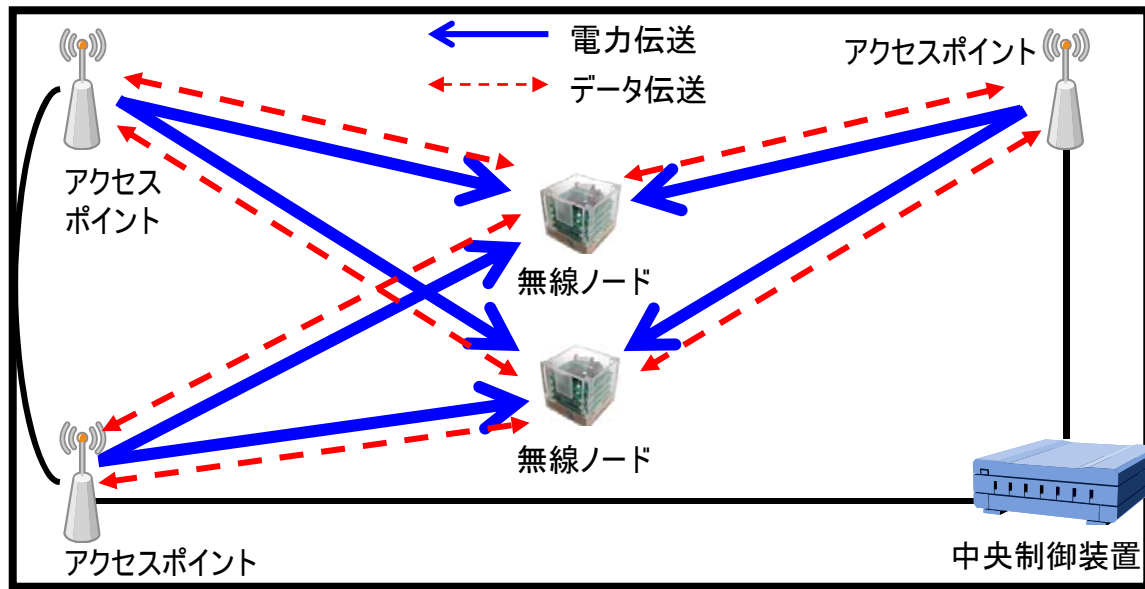 電力伝送
アクセスポイント
データ伝送
アクセス
ポイント
無線ノード
無線ノード
アクセスポイント
中央制御装置